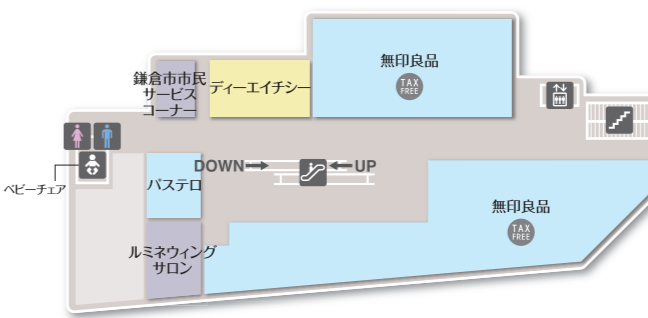 無印良品
TAX
FREE
鎌倉市市民
サービス
コーナー
ディーエイチシー
ベビーチェア
パステロ
DOWN
UP
無印良品
TAX
FREE
ルミネウィング
サロン